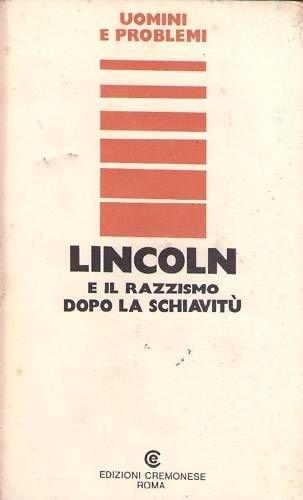 UOMINI
E PROBLEMI
LINCOLN
E IL RAZZISMO
DOPO LA SCHIAVITÙ
EDIZIONI CREMONESE
ROMA